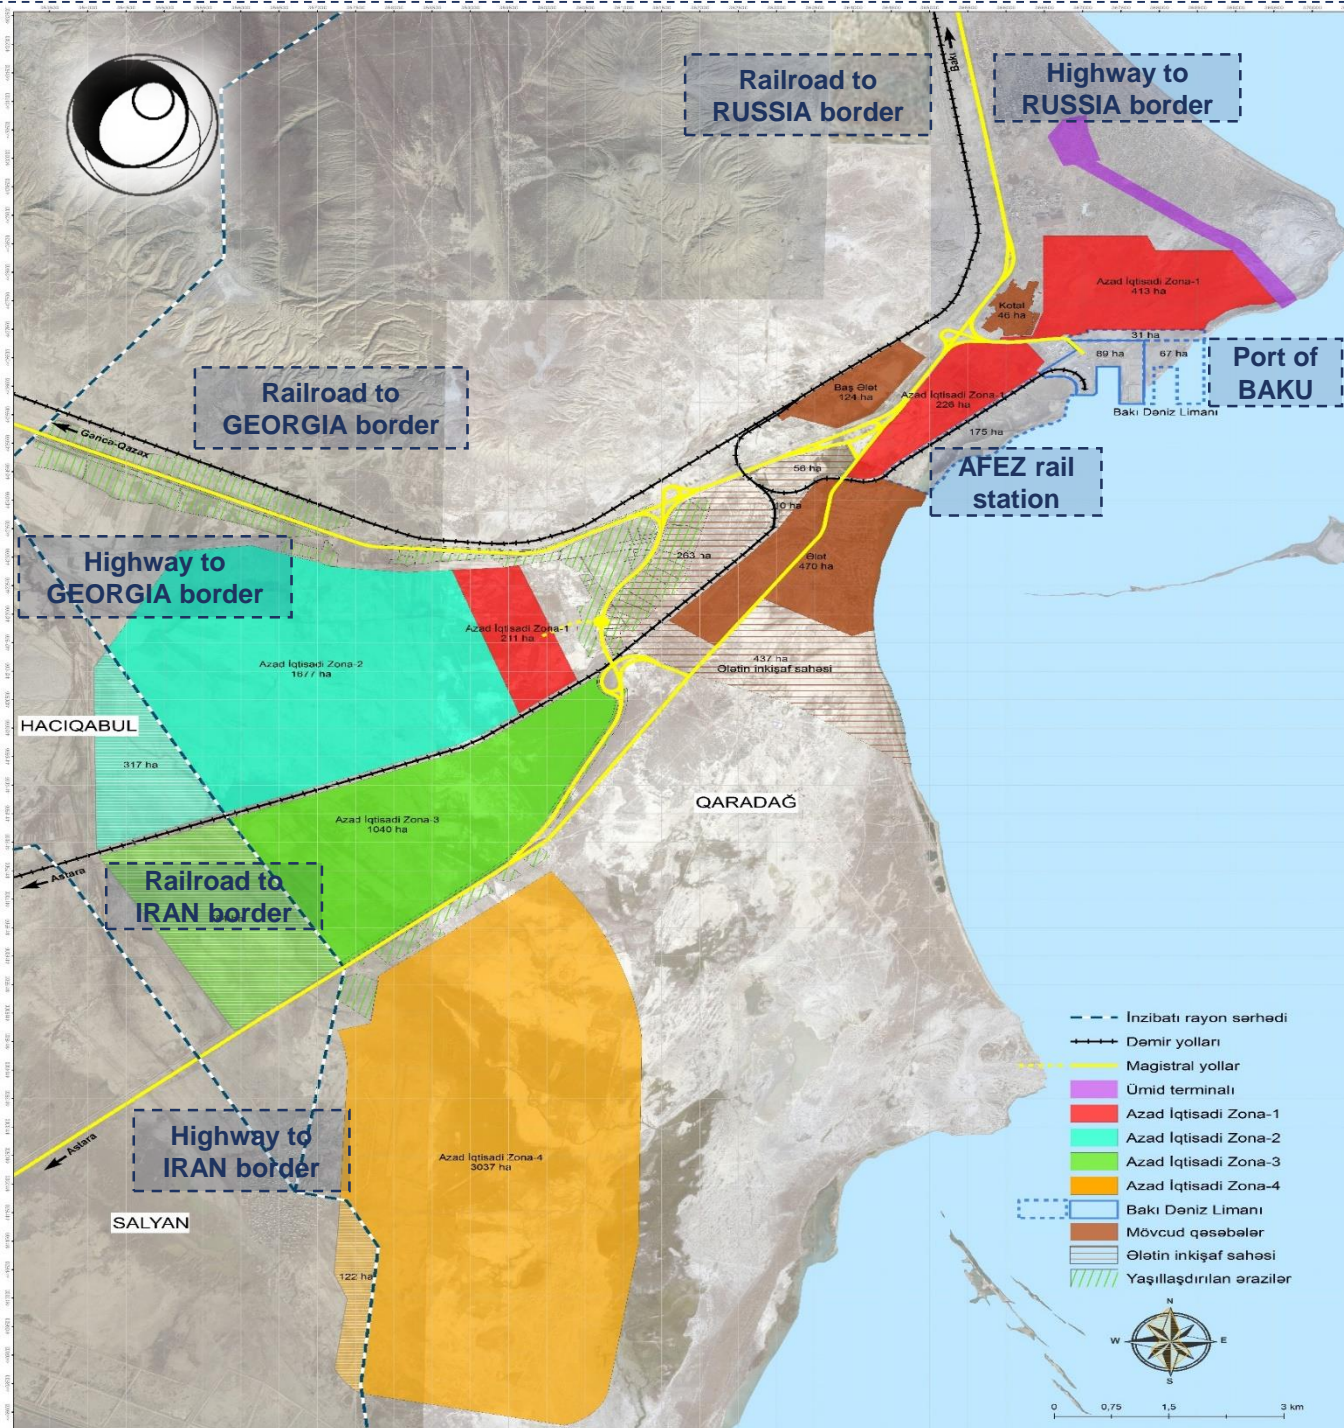 Railroad to
RUSSIA border
Highway to
RUSSIA border
Bakı
Azad İqtisadi Zona-1
413 ha
Kotal
46 ha
31 ha
89 ha
67 ha
Port of
BAKU
Bakı Dəniz Limanı
Railroad to
GEORGIA border
Baş Ələt
124 ha
Azad İqtisadi Zona-1
226 ha
175 ha
Gəncə-Qazax
AFEZ rail
station
10 ha
263 ha
Ələt
470 ha
Highway to
GEORGIA border
Azad İqtisadi Zona-1
Azad İqtisadi Zona-2
1677 ha
437 ha
Ələtin inkişaf sahəsi
HACIQABUL
317 ha
QARADAĞ
Azad İqtisadi Zona-3
1040 ha
Astara
Railroad to
IRAN border
Highway to
IRAN border
Astara
Azad İqtisadi Zona-4
3037 ha
SALYAN
122 ha
İnzibatı rayon sərhədi
Dəmir yolları
Magistral yollar
Ümid terminalı
Azad İqtisadi Zona-1
Azad İqtisadi Zona-2
Azad İqtisadi Zona-3
Azad İqtisadi Zona-4
Bakı Dəniz Limanı
Mövcud qəsəbələr
Ələtin inkişaf sahəsi
Yaşıllaşdırılan ərazilər
N
W
E
S
0 0,75 1,5 3 km